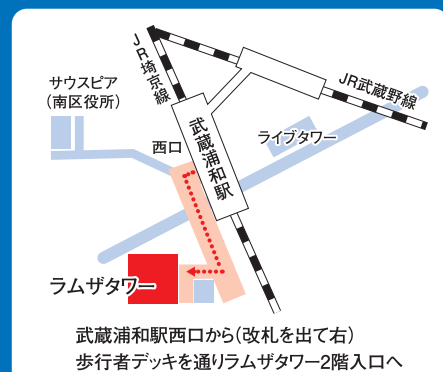 JR埼京線
JR武蔵野線
サウスピア
(南区役所)
西口
武蔵浦和駅
ライブタワー
ラムザタワー
武蔵浦和駅西口から(改札を出て右)
歩行者デッキを通りラムザタワー2階入口へ